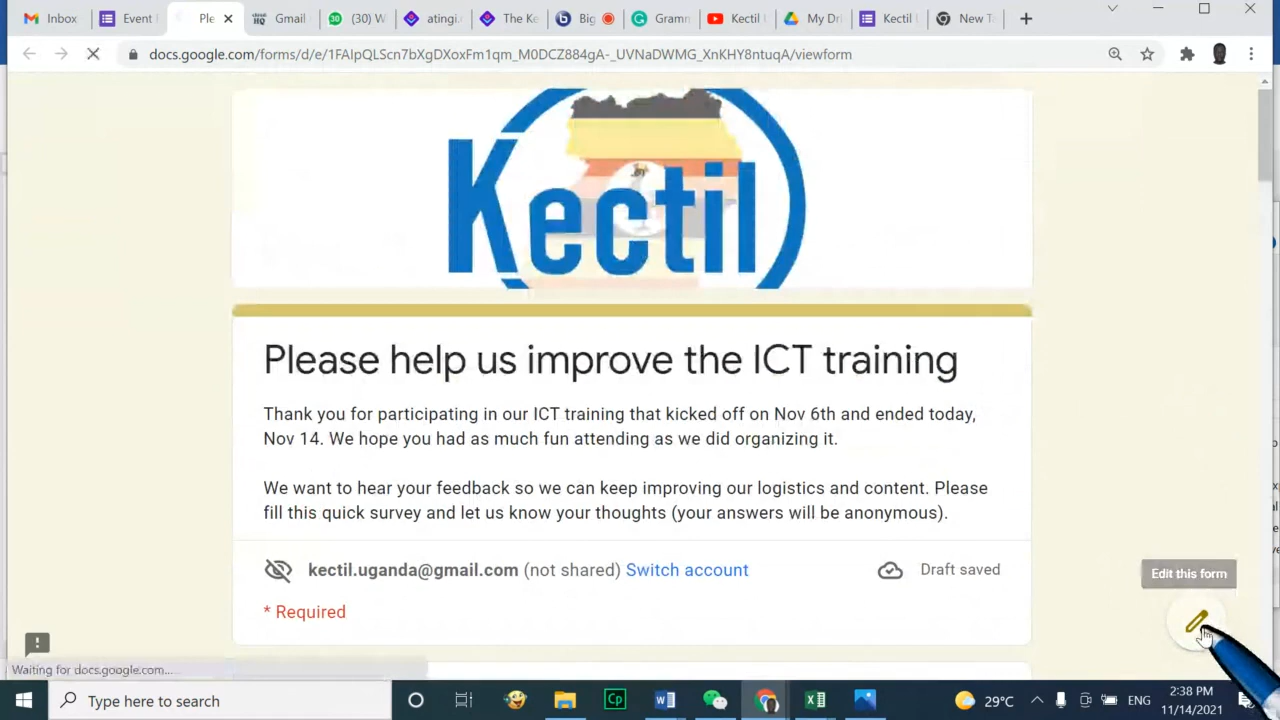 Inbox
Event
Ple
Gmail
(30) W
ating
The K
Big
Gramn
Kectil
My Dri
Kectil
New T
docs.google.com/forms/d/e/1FAIpQLScn7bXgDXoxFm1qm_M0DCZ884gA-_UVNaDWMG_XnKHY8ntuqA/viewform
Kectil
Please help us improve the ICT training
Thank you for participating in our ICT training that kicked off on Nov 6th and ended today,
Nov 14. We hope you had as much fun attending as we did organizing it.
We want to hear your feedback so we can keep improving our logistics and content. Please
fill this quick survey and let us know your thoughts (your answers will be anonymous).
kectil.uganda@gmail.com (not shared) Switch account
Draft saved
* Required
Edit this form
Waiting for docs.google.com...
Type here to search
29°C
ENG
2:38 PM
11/14/2021